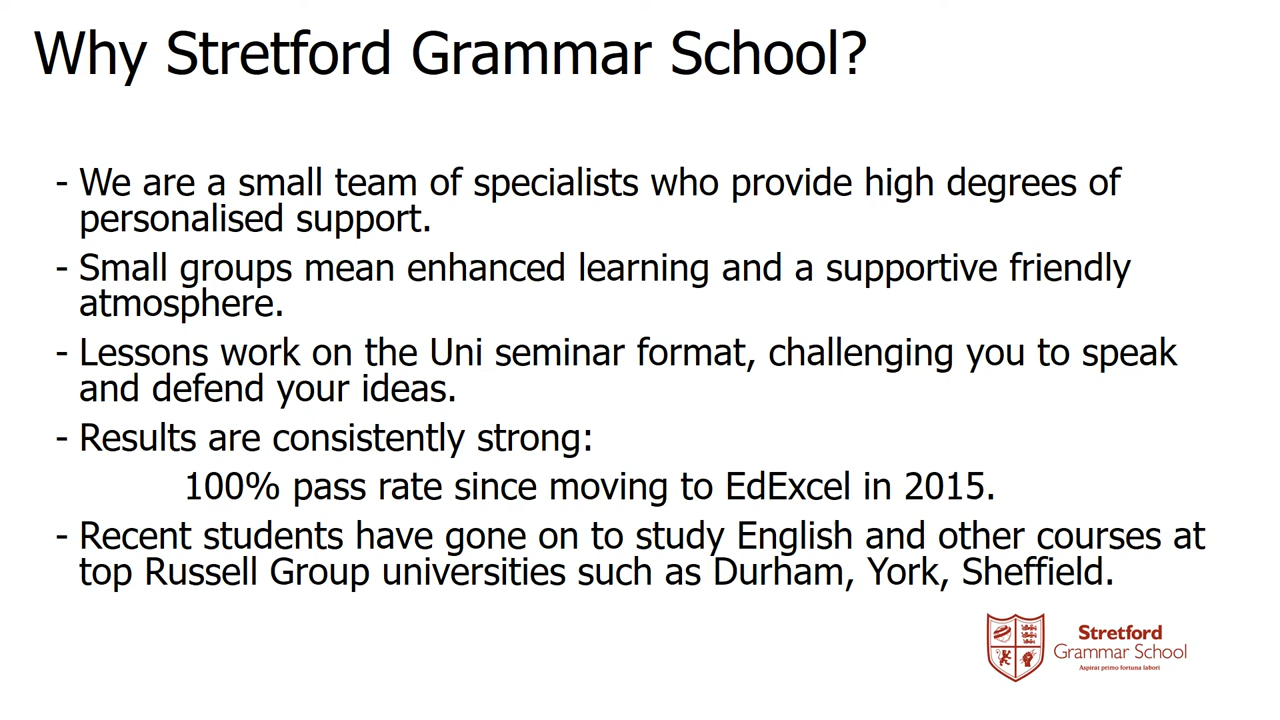 Why Stretford Grammar School?
- We are a small team of specialists who provide high degrees of
personalised support.
- Small groups mean enhanced learning and a supportive friendly
atmosphere.
- Lessons work on the Uni seminar format, challenging you to speak
and defend your ideas.
- Results are consistently strong:
100% pass rate since moving to EdExcel in 2015.
- Recent students have gone on to study English and other courses at
top Russell Group universities such as Durham, York, Sheffield.
Stretford
Grammar School
Aspirat primo fortuna labori